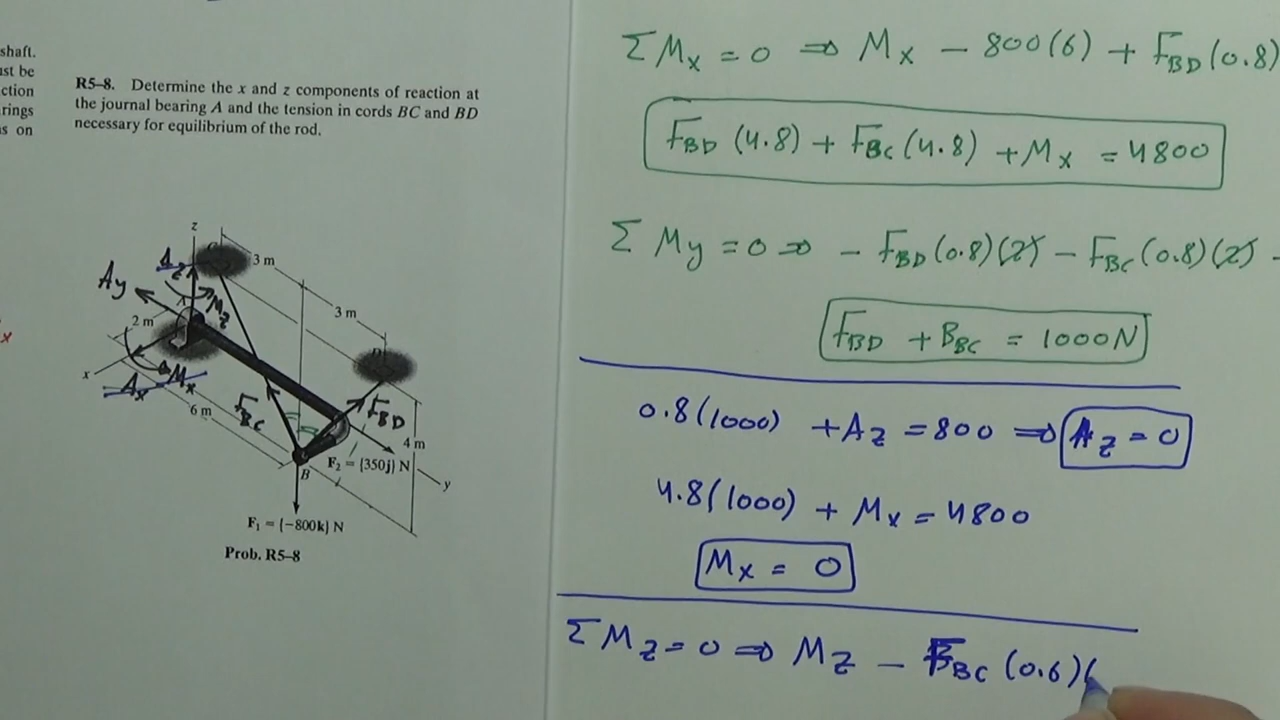 shaft.
ust be
ction
rings
s on
R5–8. Determine the x and z components of reaction at
the journal bearing A and the tension in cords BC and BD
necessary for equilibrium of the rod.
z
3 m
Az
Ay
Mz
3 m
2 m
x
x
Ax
Mx
6 m
FBC
FBD
4 m
F₂ = {350j} N
B
y
F₁ = {−800k} N
Prob. R5–8
ΣMx = 0 ⇒ Mx − 800(6) + FBD(0.8)
FBD (4.8) + FBC (4.8) + Mx = 4800
Σ My = 0 ⇒ − FBD(0.8)(2) − FBC(0.8)(2) -
FBD + BBC = 1000N
0.8(1000) + Az = 800 ⇒ Az = 0
4.8(1000) + Mx = 4800
Mx = 0
ΣMz = 0 ⇒ Mz − FBC (0.6)(